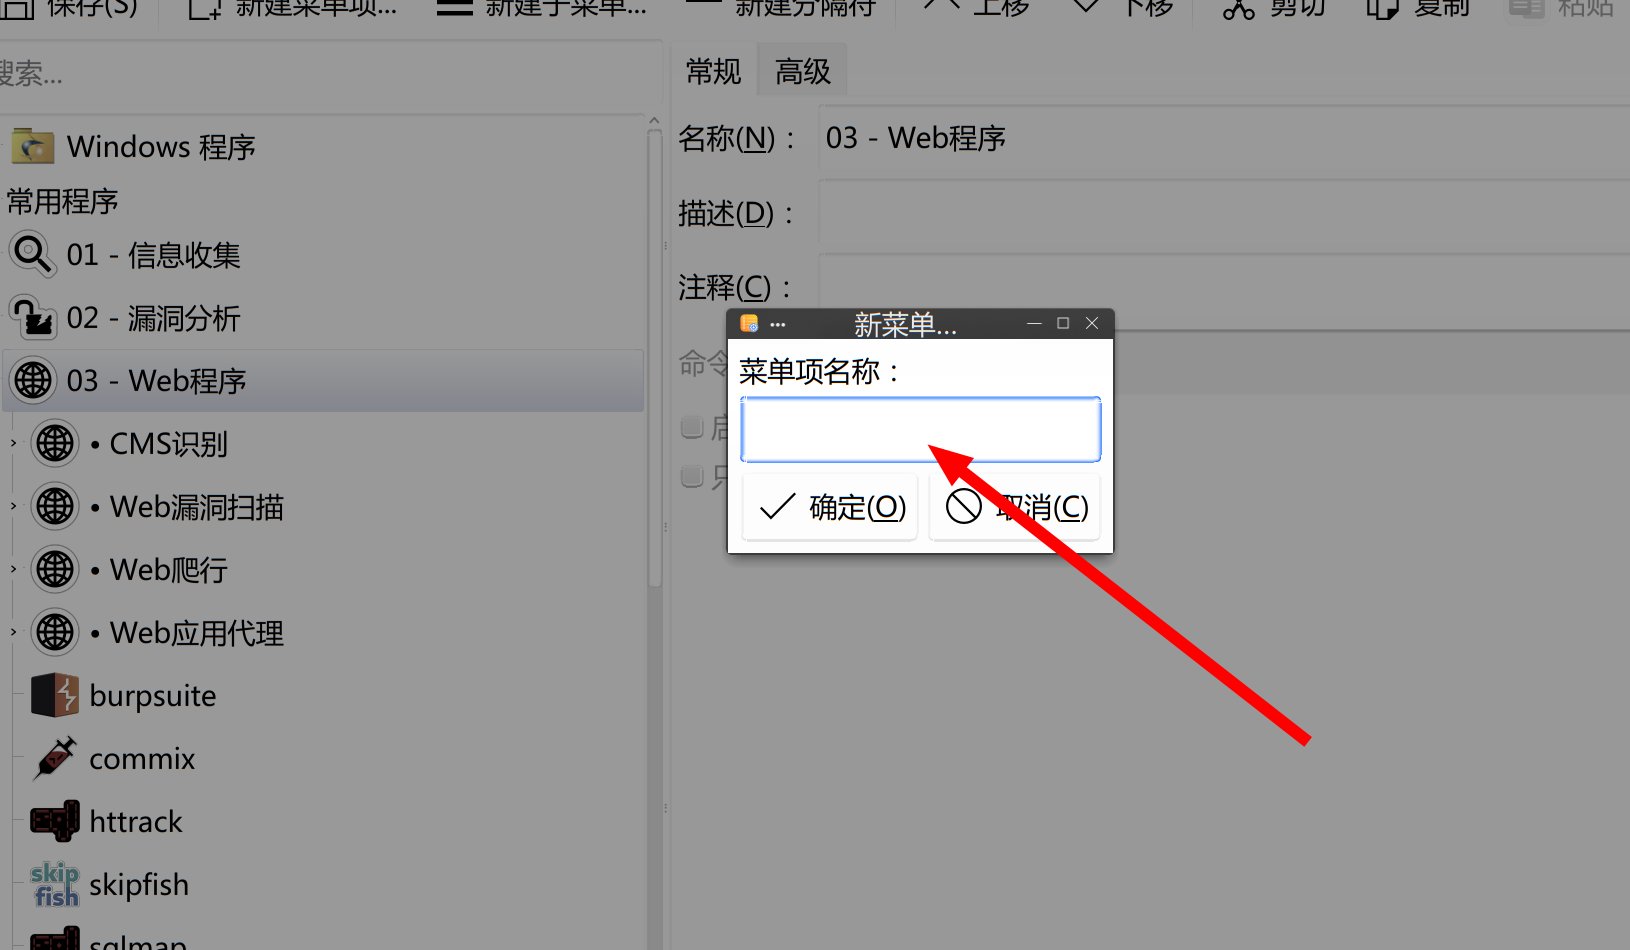 保存(S) 新建菜单项... 新建子菜单... 新建分隔符 上移 下移 剪切 复制 粘贴
搜索...
常规 高级
Windows 程序
常用程序
01 - 信息收集
02 - 漏洞分析
03 - Web程序
• CMS识别
• Web漏洞扫描
• Web爬行
• Web应用代理
burpsuite
commix
httrack
skip
fish
skipfish
sqlmap
名称(N)： 03 - Web程序
描述(D)：
注释(C)：
命令
启
只
新菜单...
菜单项名称：
确定(O) 取消(C)